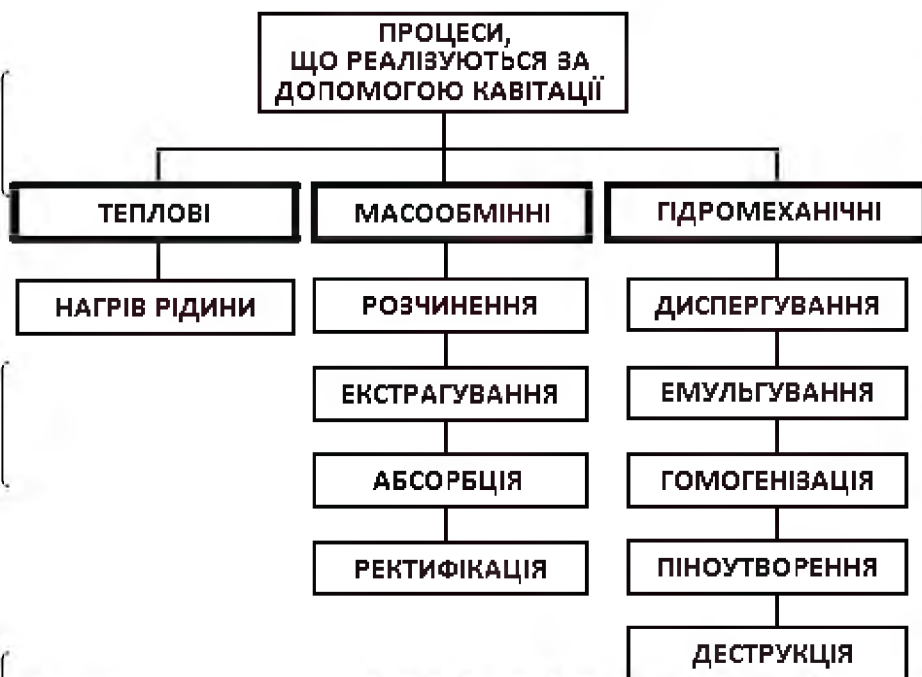 ПРОЦЕСИ,
ЩО РЕАЛІЗУЮТЬСЯ ЗА
ДОПОМОГОЮ КАВІТАЦІЇ
ТЕПЛОВІ
МАСООБМІННІ
ГІДРОМЕХАНІЧНІ
НАГРІВ РІДИНИ
РОЗЧИНЕННЯ
ДИСПЕРГУВАННЯ
ЕКСТРАГУВАННЯ
ЕМУЛЬГУВАННЯ
АБСОРБЦІЯ
ГОМОГЕНІЗАЦІЯ
РЕКТИФІКАЦІЯ
ПІНОУТВОРЕННЯ
ДЕСТРУКЦІЯ